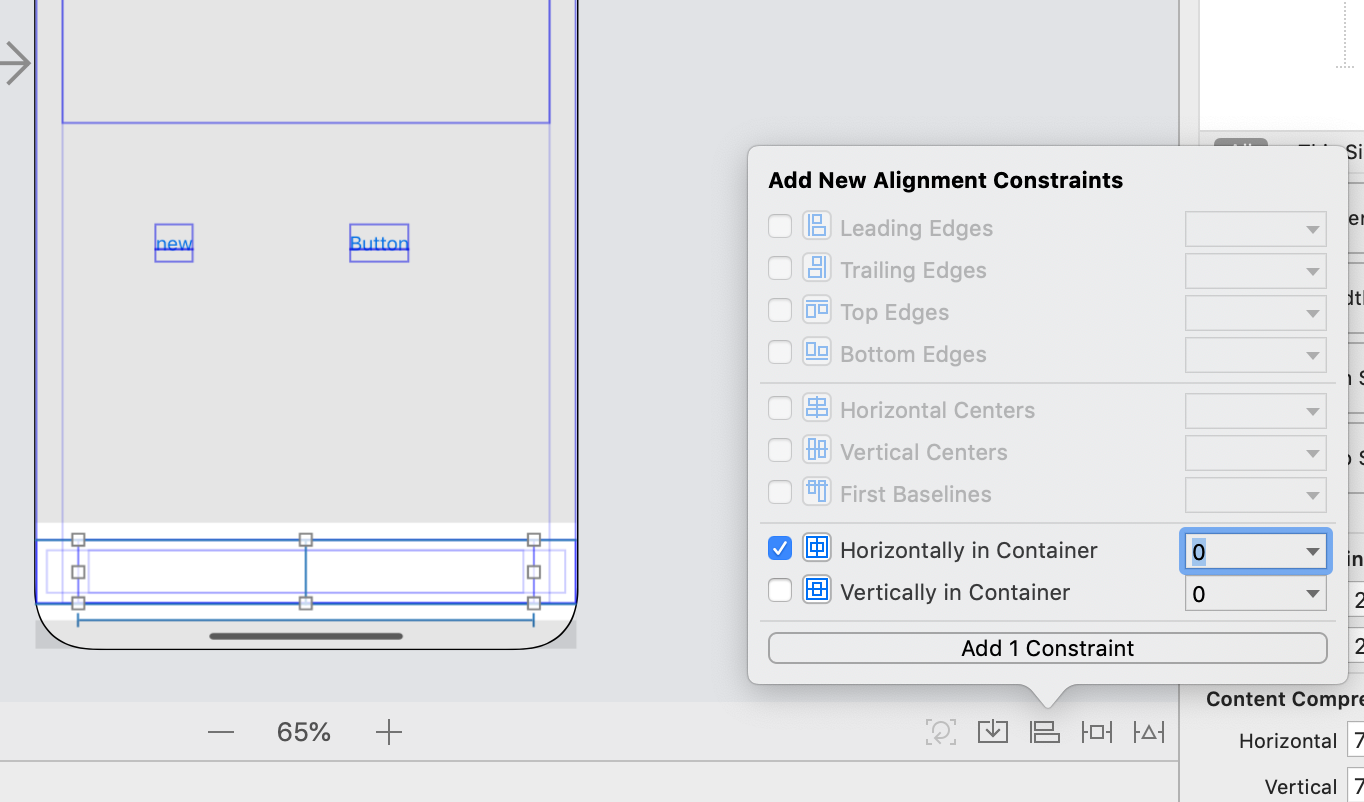 Add New Alignment Constraints
Leading Edges
Trailing Edges
Top Edges
Bottom Edges
Horizontal Centers
Vertical Centers
First Baselines
Horizontally in Container 0
Vertically in Container 0
Add 1 Constraint
new Button
65%
Content Compre
Horizontal 7
Vertical 7